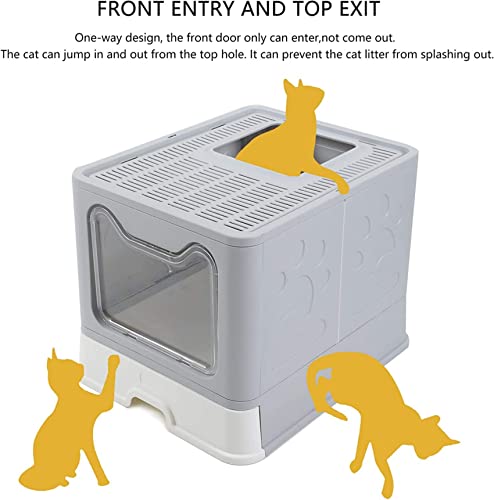 FRONT ENTRY AND TOP EXIT
One-way design, the front door only can enter,not come out.
The cat can jump in and out from the top hole. It can prevent the cat litter from splashing out.